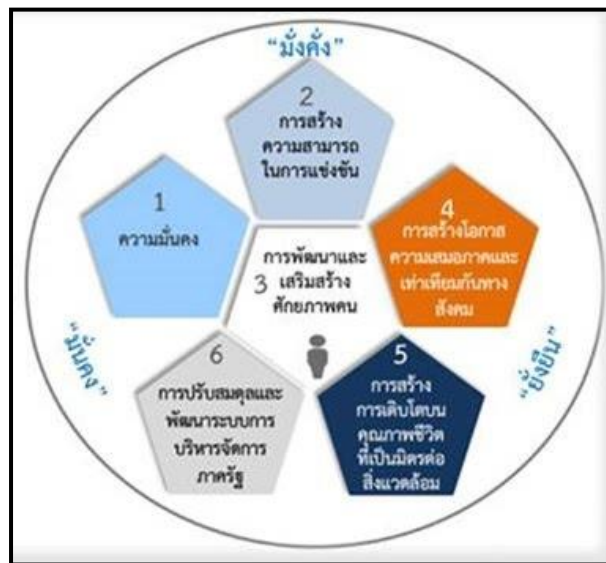 “มั่งคั่ง”
2
การสร้าง
ความสามารถ
ในการแข่งขัน
1
ความมั่นคง
4
การสร้างโอกาส
ความเสมอภาคและ
เท่าเทียมกันทาง
สังคม
การพัฒนาและ
3 เสริมสร้าง
ศักยภาพคน
“มั่นคง”
“ยั่งยืน”
6
การปรับสมดุลและ
พัฒนาระบบการ
บริหารจัดการ
ภาครัฐ
5
การสร้าง
การเติบโตบน
คุณภาพชีวิต
ที่เป็นมิตรต่อ
สิ่งแวดล้อม